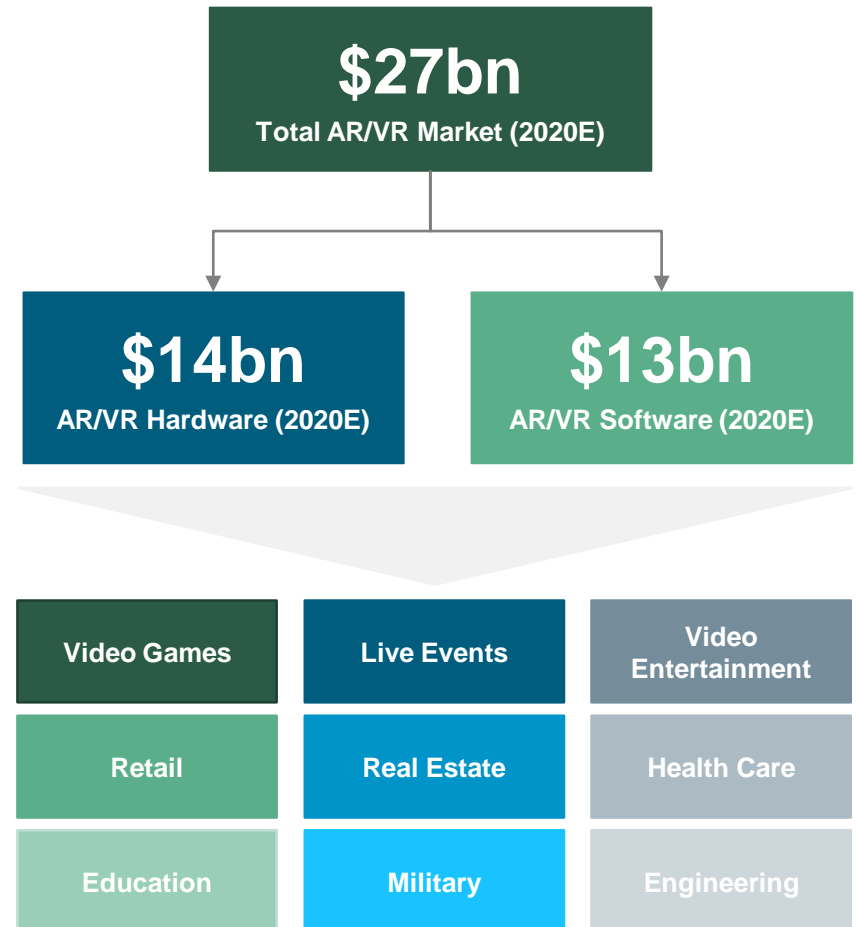 $27bn
Total AR/VR Market (2020E)
$14bn
AR/VR Hardware (2020E)
$13bn
AR/VR Software (2020E)
Video Games
Live Events
Video
Entertainment
Retail
Real Estate
Health Care
Education
Military
Engineering